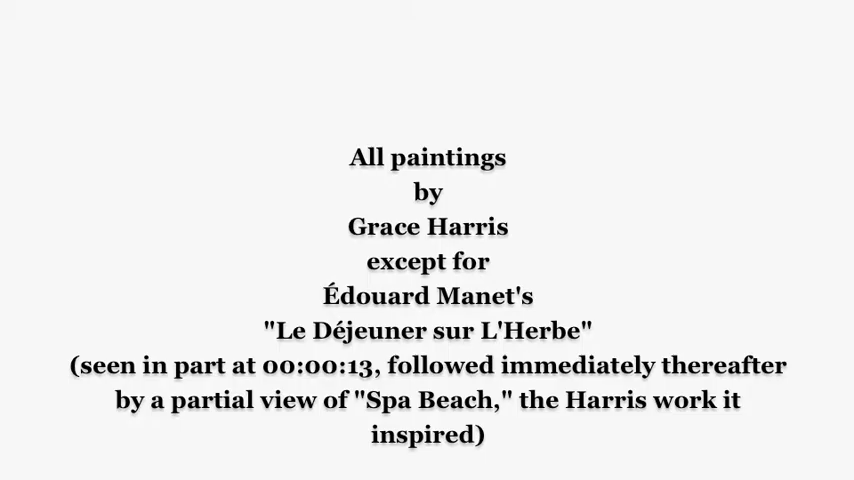 All paintings
by
Grace Harris
except for
Édouard Manet's
"Le Déjeuner sur L'Herbe"
(seen in part at 00:00:13, followed immediately thereafter
by a partial view of "Spa Beach," the Harris work it
inspired)